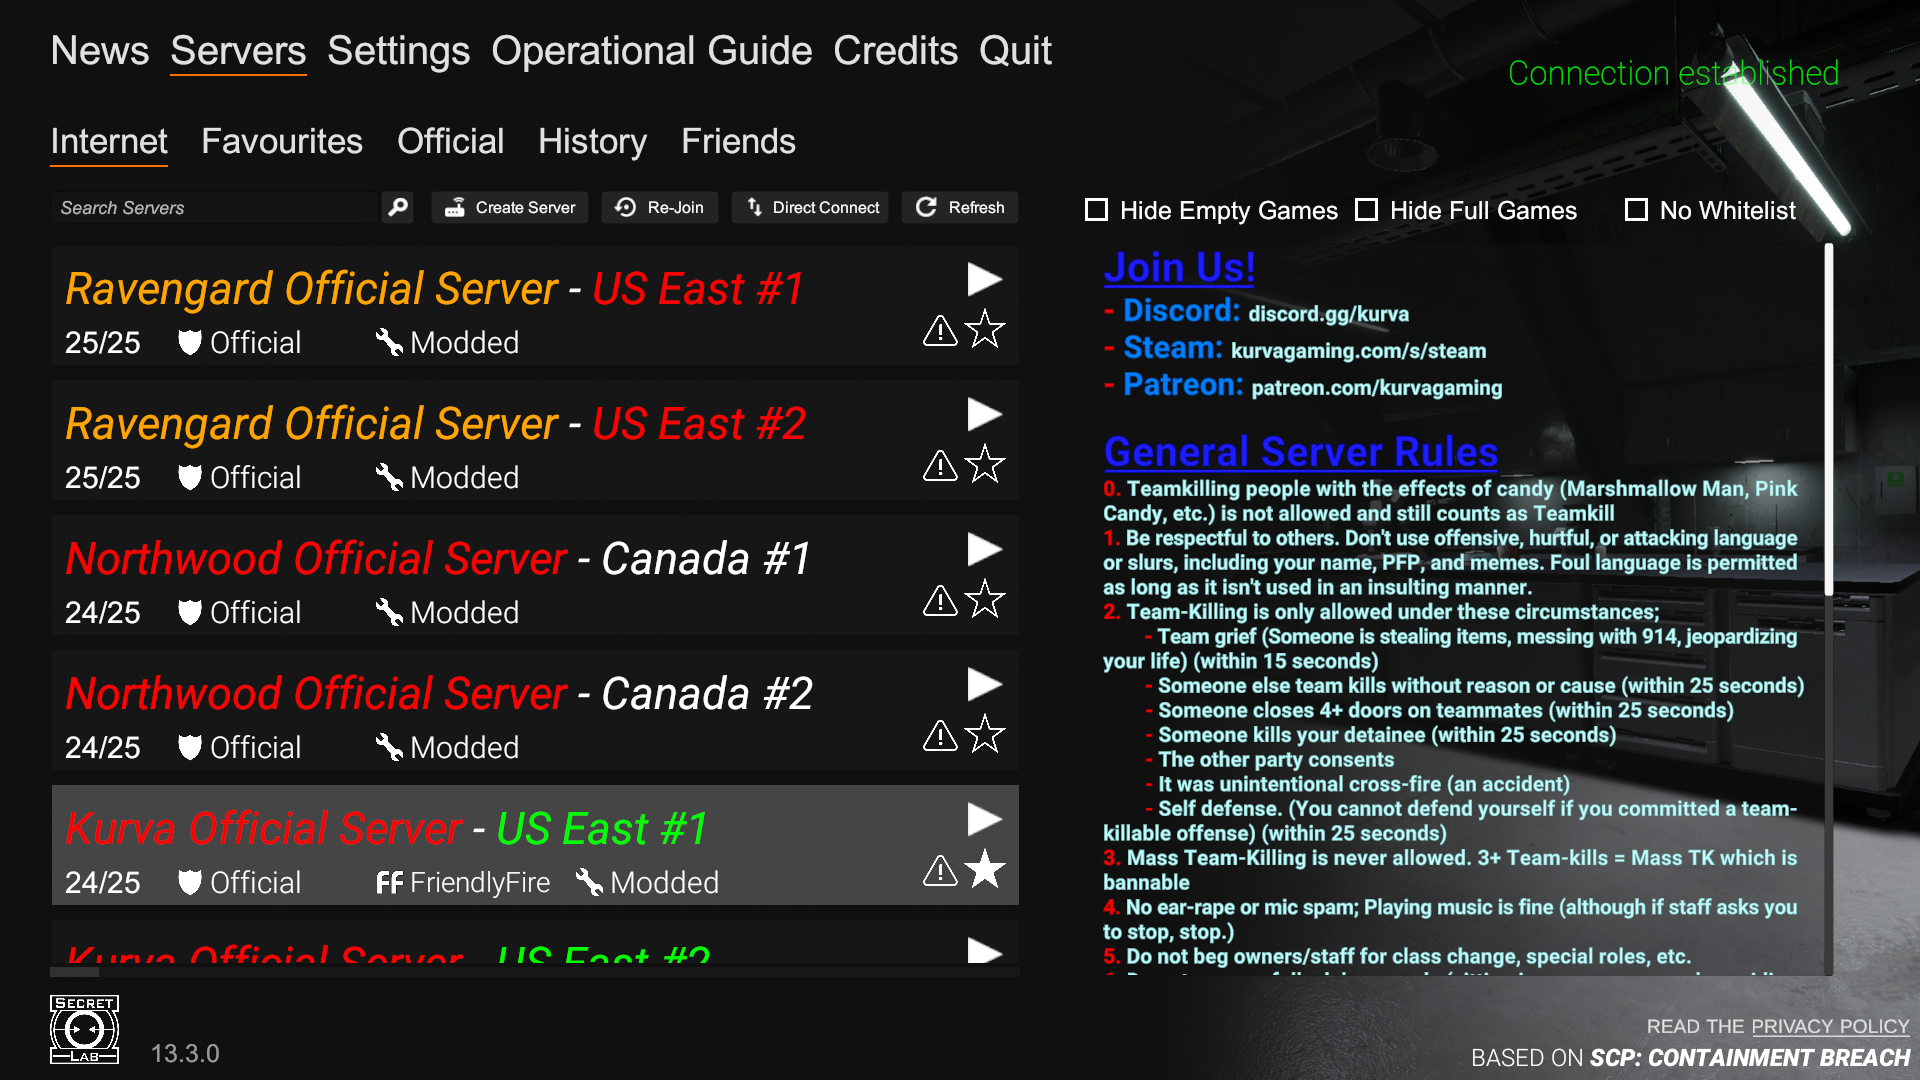 News Servers Settings Operational Guide Credits Quit
Connection established
Internet Favourites Official History Friends
Search Servers
Create Server
Re-Join
Direct Connect
Refresh
Hide Empty Games
Hide Full Games
No Whitelist
Ravengard Official Server - US East #1
25/25 Official Modded
Ravengard Official Server - US East #2
25/25 Official Modded
Northwood Official Server - Canada #1
24/25 Official Modded
Northwood Official Server - Canada #2
24/25 Official Modded
Kurva Official Server - US East #1
24/25 Official FF FriendlyFire Modded
Kurva Official Server - US East #2
Join Us!
- Discord: discord.gg/kurva
- Steam: kurvagaming.com/s/steam
- Patreon: patreon.com/kurvagaming
General Server Rules
0. Teamkilling people with the effects of candy (Marshmallow Man, Pink
Candy, etc.) is not allowed and still counts as Teamkill
1. Be respectful to others. Don't use offensive, hurtful, or attacking language
or slurs, including your name, PFP, and memes. Foul language is permitted
as long as it isn't used in an insulting manner.
2. Team-Killing is only allowed under these circumstances;
- Team grief (Someone is stealing items, messing with 914, jeopardizing
your life) (within 15 seconds)
- Someone else team kills without reason or cause (within 25 seconds)
- Someone closes 4+ doors on teammates (within 25 seconds)
- Someone kills your detainee (within 25 seconds)
- The other party consents
- It was unintentional cross-fire (an accident)
- Self defense. (You cannot defend yourself if you committed a team-
killable offense) (within 25 seconds)
3. Mass Team-Killing is never allowed. 3+ Team-kills = Mass TK which is
bannable
4. No ear-rape or mic spam; Playing music is fine (although if staff asks you
to stop, stop.)
5. Do not beg owners/staff for class change, special roles, etc.
SECRET
LAB
13.3.0
READ THE PRIVACY POLICY
BASED ON SCP: CONTAINMENT BREACH